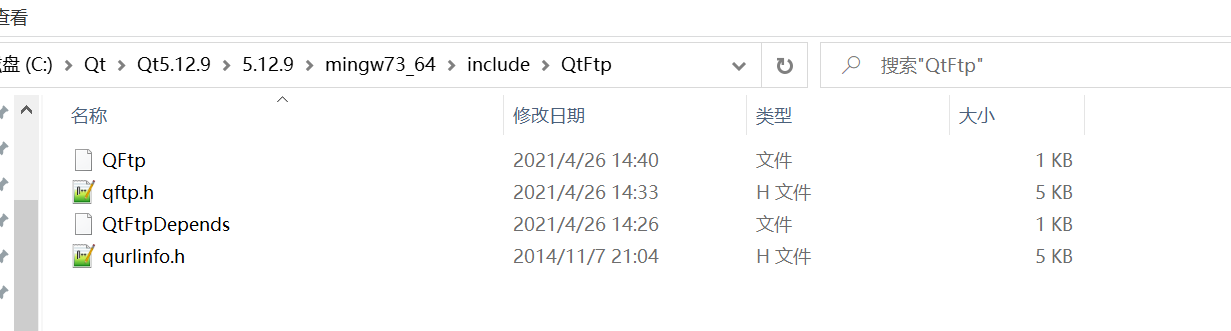 查看
盘 (C:) > Qt > Qt5.12.9 > 5.12.9 > mingw73_64 > include > QtFtp 搜索"QtFtp"
名称 修改日期 类型 大小
QFtp 2021/4/26 14:40 文件 1 KB
qftp.h 2021/4/26 14:33 H 文件 5 KB
QtFtpDepends 2021/4/26 14:26 文件 1 KB
qurlinfo.h 2014/11/7 21:04 H 文件 5 KB